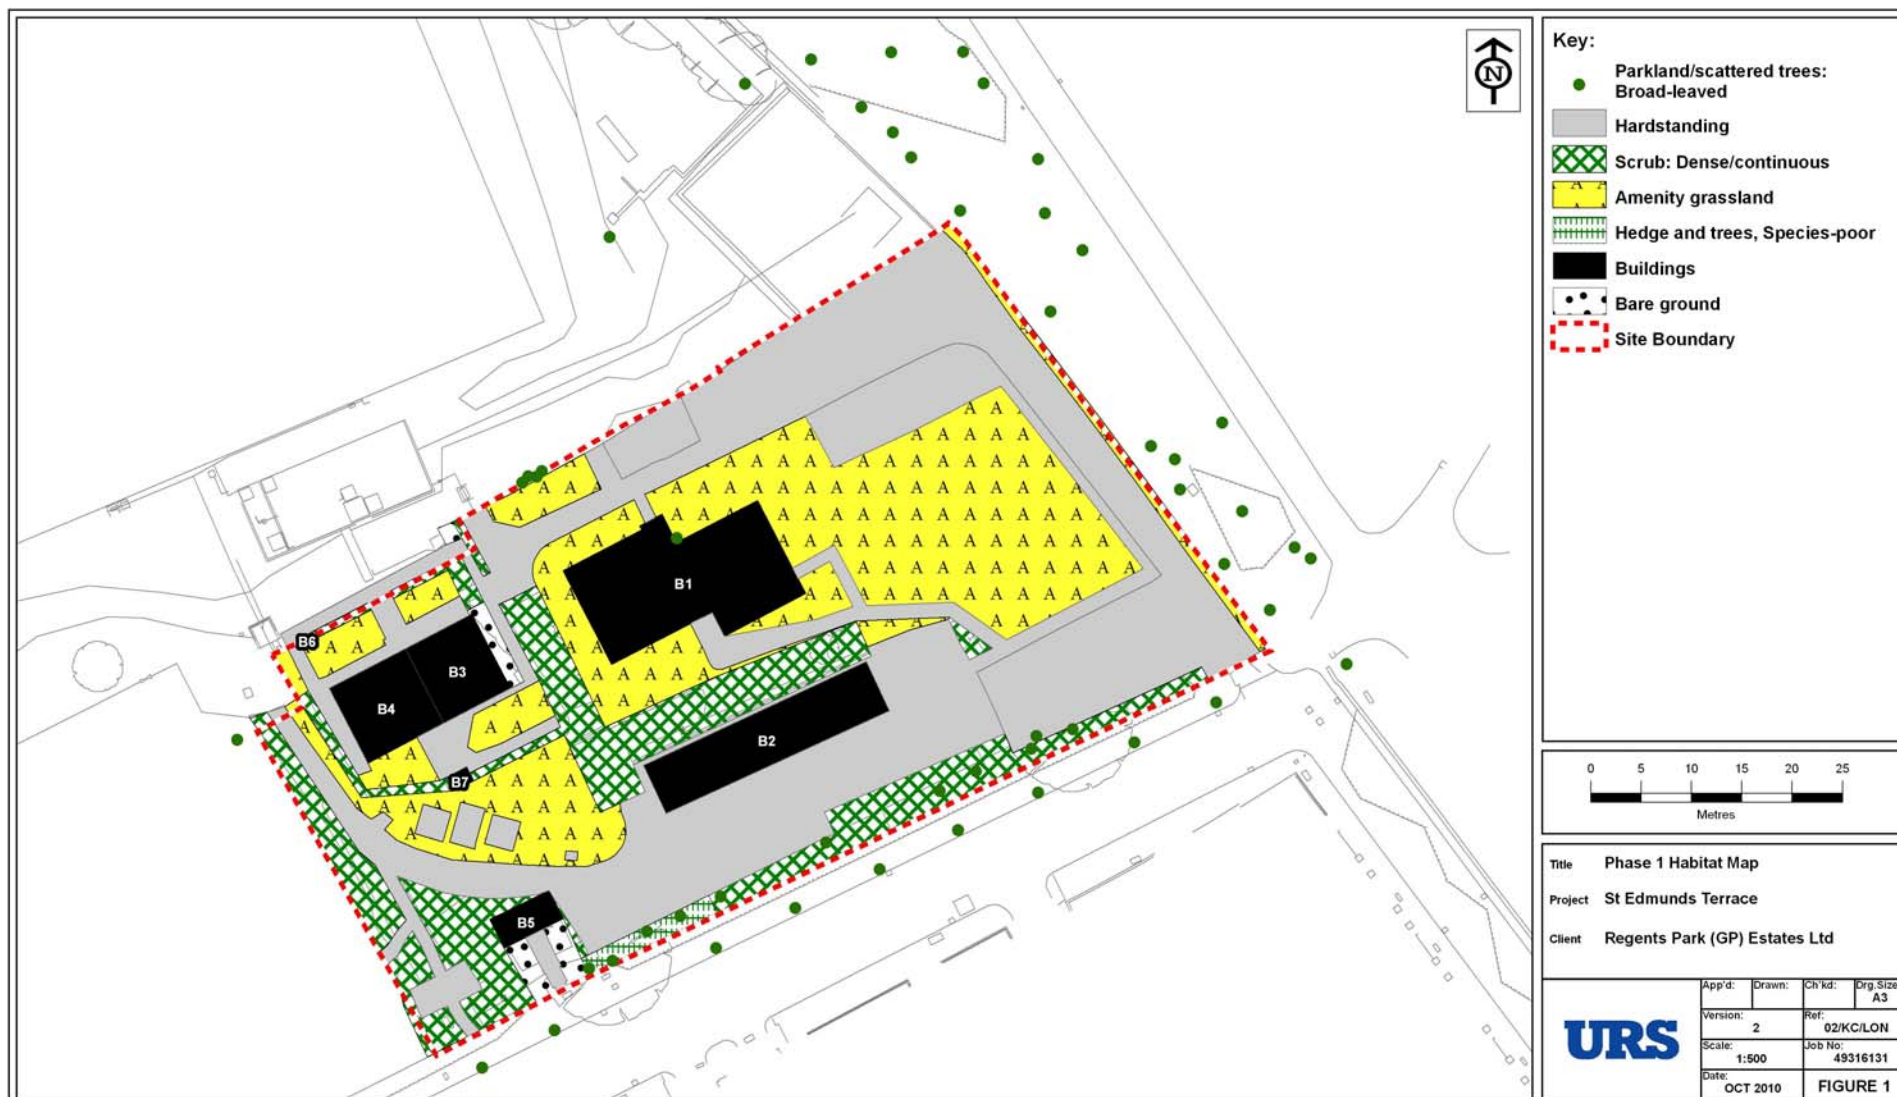 N
B1
B2
B3
B4
B5
B6
B7
Key:
Parkland/scattered trees:
Broad-leaved
Hardstanding
Scrub: Dense/continuous
Amenity grassland
Hedge and trees, Species-poor
Buildings
Bare ground
Site Boundary
0 5 10 15 20 25
Metres
Title Phase 1 Habitat Map
Project St Edmunds Terrace
Client Regents Park (GP) Estates Ltd
URS
App'd: Drawn: Ch'kd: Drg.Size
A3
Version: 2 Ref: 02/KC/LON
Scale: 1:500 Job No: 49316131
Date: OCT 2010 FIGURE 1